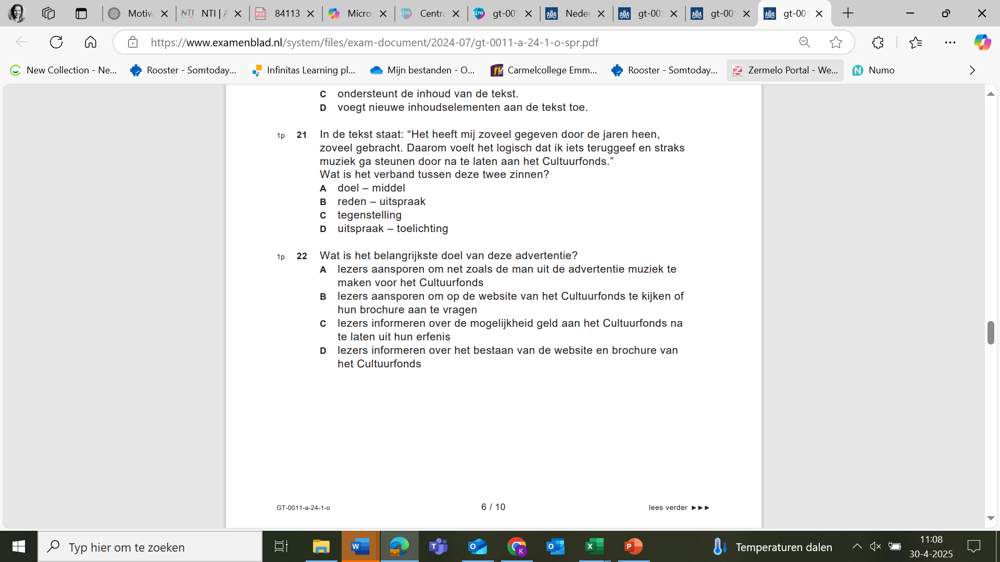 Motiva
NTI | A
84113
Micros
Centra
gt-001
Neder
gt-001
gt-001
gt-001
https://www.examenblad.nl/system/files/exam-document/2024-07/gt-0011-a-24-1-o-spr.pdf
New Collection - Ne...
Rooster - Somtoday...
Infinitas Learning pl...
Mijn bestanden - O...
Carmelcollege Emm...
Rooster - Somtoday...
Zermelo Portal - We...
Numo
C ondersteunt de inhoud van de tekst.
D voegt nieuwe inhoudselementen aan de tekst toe.
1p 21 In de tekst staat: “Het heeft mij zoveel gegeven door de jaren heen,
zoveel gebracht. Daarom voelt het logisch dat ik iets teruggeef en straks
muziek ga steunen door na te laten aan het Cultuurfonds.”
Wat is het verband tussen deze twee zinnen?
A doel – middel
B reden – uitspraak
C tegenstelling
D uitspraak – toelichting
1p 22 Wat is het belangrijkste doel van deze advertentie?
A lezers aansporen om net zoals de man uit de advertentie muziek te
maken voor het Cultuurfonds
B lezers aansporen om op de website van het Cultuurfonds te kijken of
hun brochure aan te vragen
C lezers informeren over de mogelijkheid geld aan het Cultuurfonds na
te laten uit hun erfenis
D lezers informeren over het bestaan van de website en brochure van
het Cultuurfonds
GT-0011-a-24-1-o
6 / 10
lees verder ►►►
Typ hier om te zoeken
Temperaturen dalen
11:08
30-4-2025